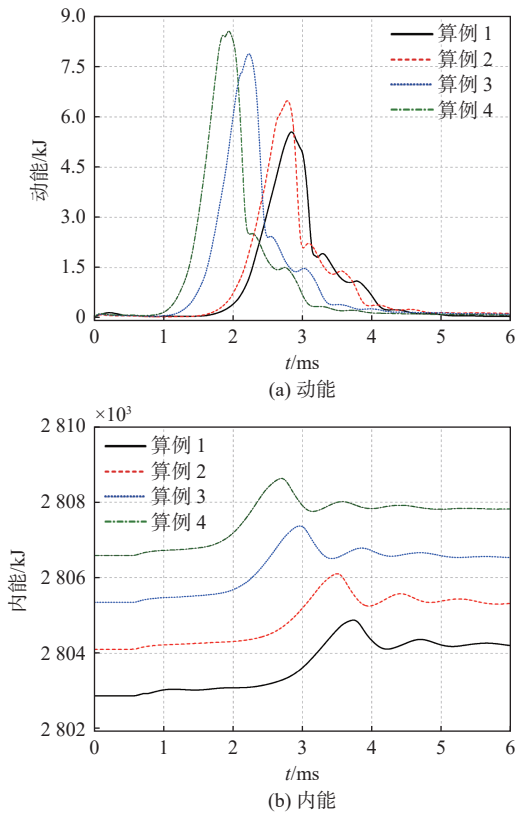 9.0
7.5
6.0
4.5
3.0
1.5
0
动能/kJ
算例 1
算例 2
算例 3
算例 4
0 1 2 3 4 5 6
t/ms
(a) 动能
×10³
2 810
2 808
2 806
2 804
2 802
内能/kJ
算例 1
算例 2
算例 3
算例 4
0 1 2 3 4 5 6
t/ms
(b) 内能